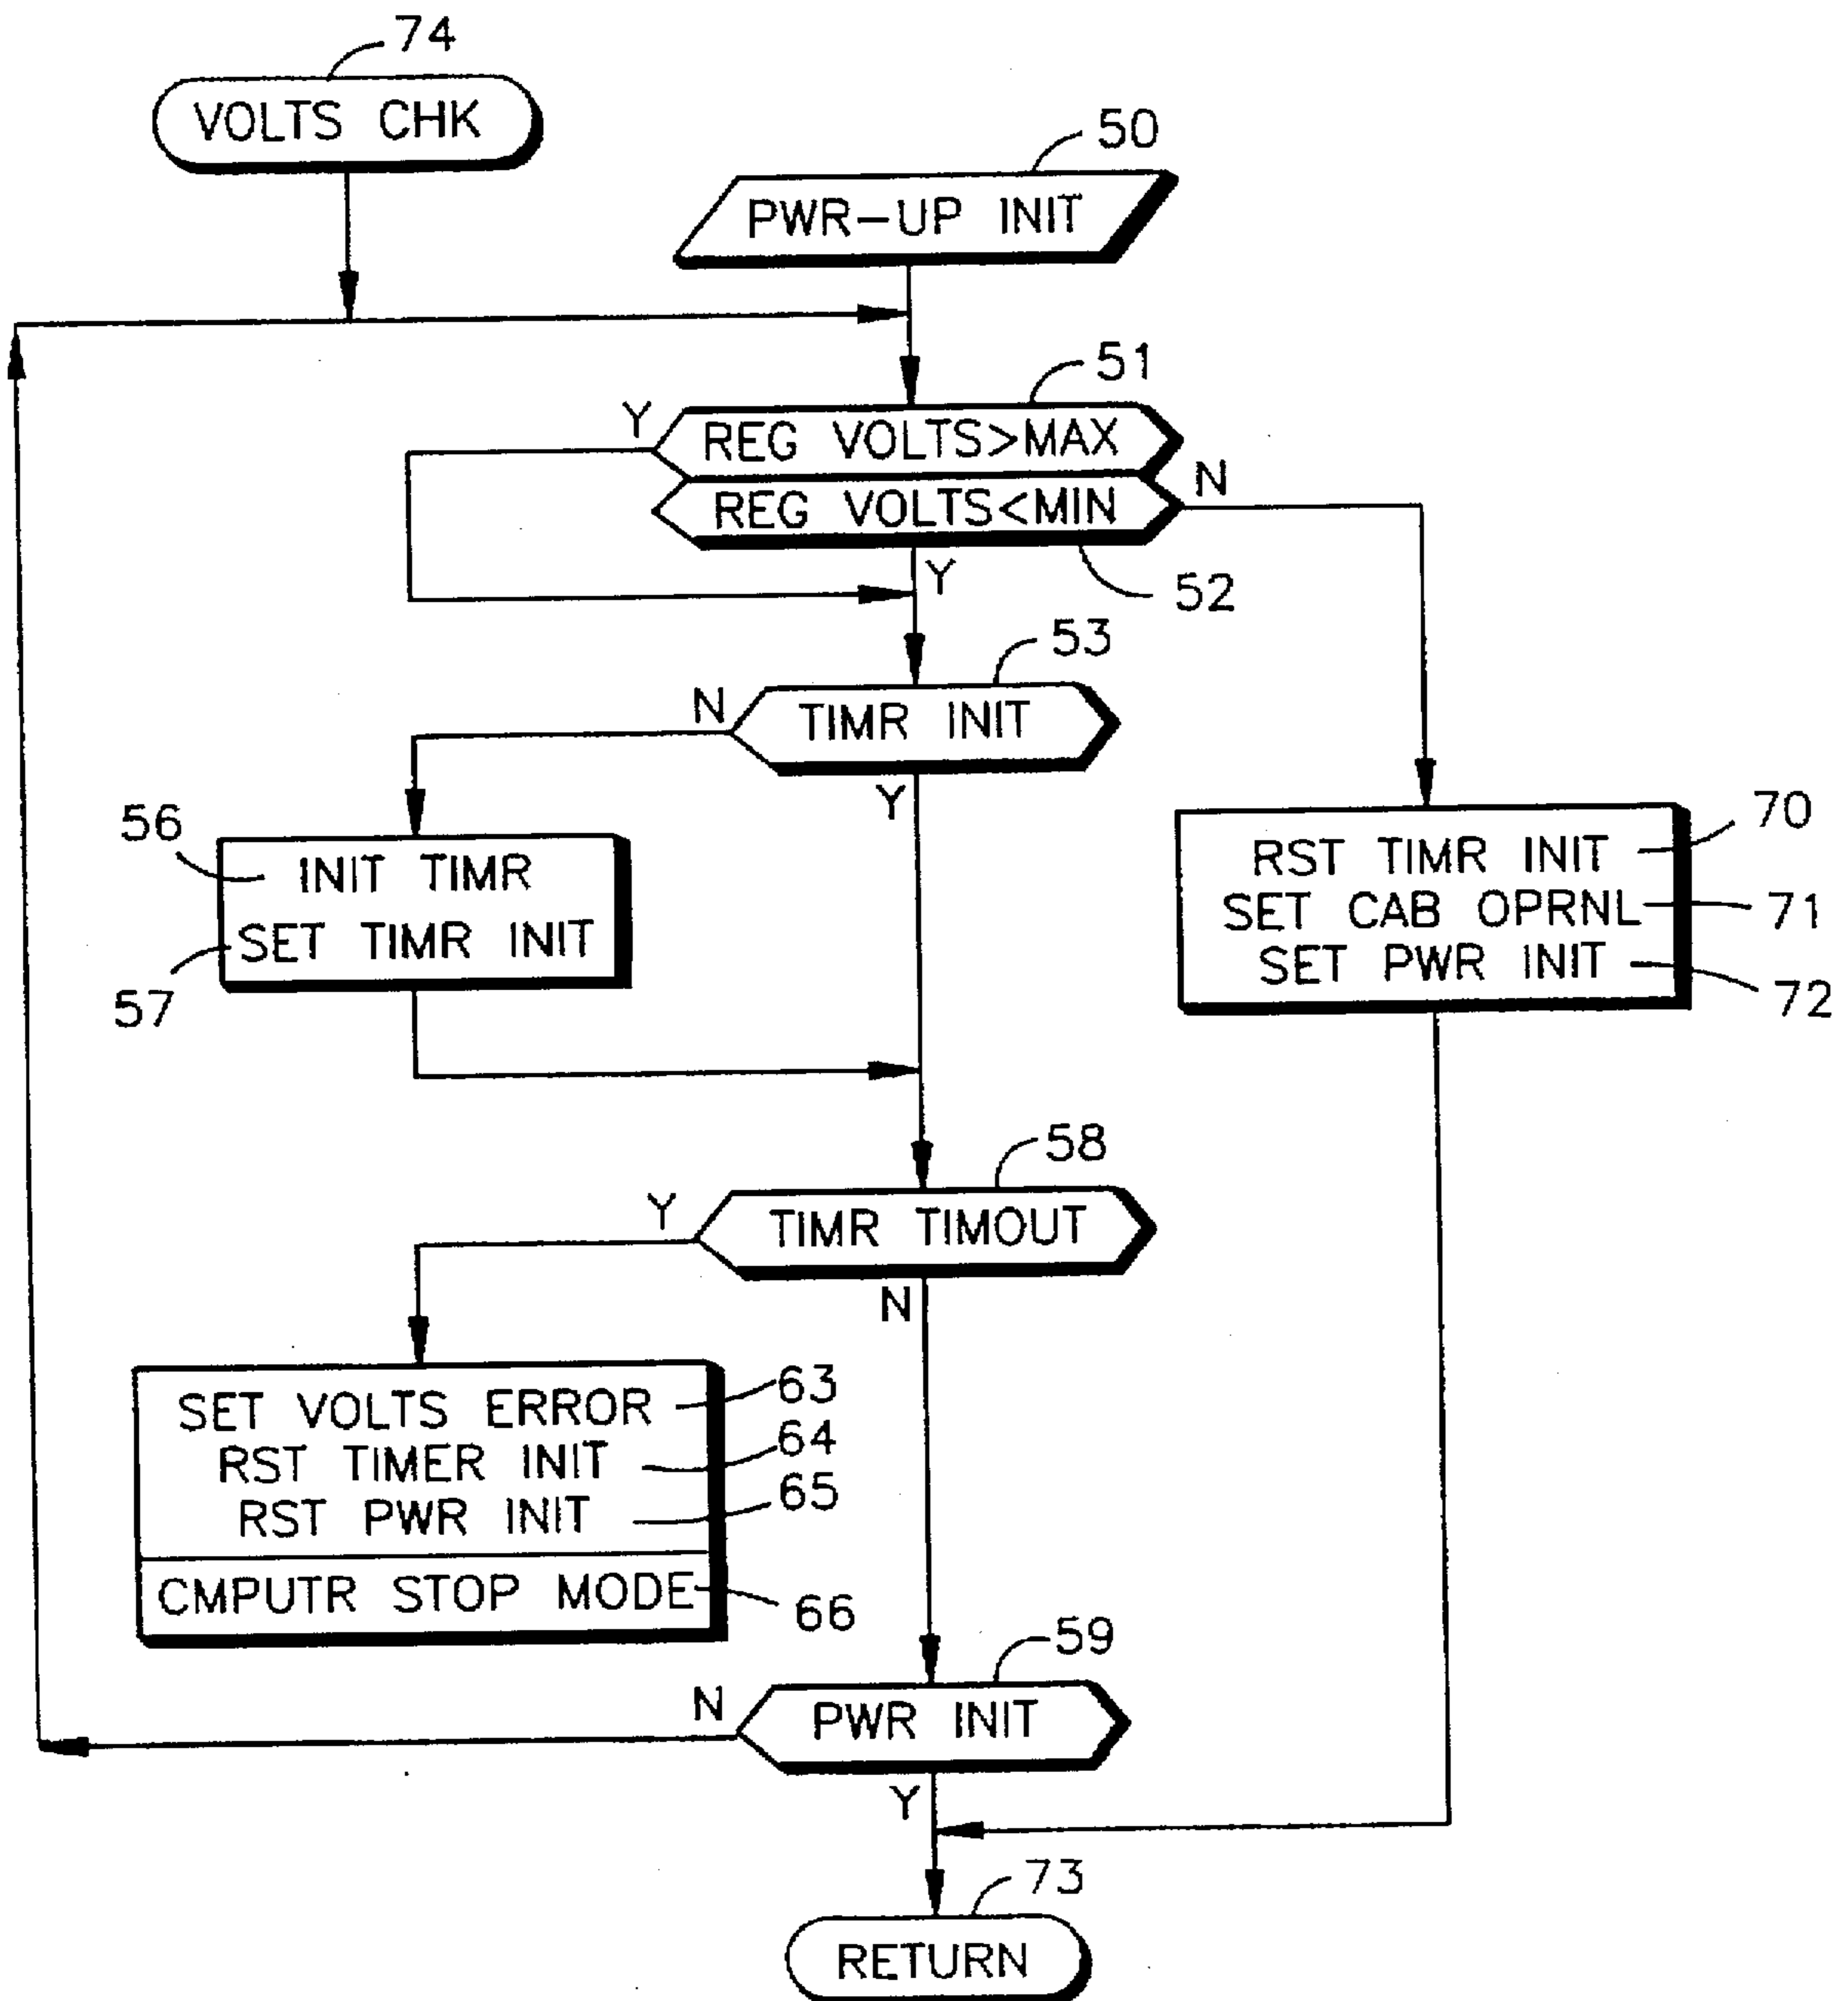 74
VOLTS CHK
50
PWR-UP INIT
51
Y
REG VOLTS>MAX
N
REG VOLTS<MIN
Y
52
53
N
TIMR INIT
Y
56
INIT TIMR
SET TIMR INIT
57
70
RST TIMR INIT
SET CAB OPRNL
71
SET PWR INIT
72
58
Y
TIMR TIMOUT
N
SET VOLTS ERROR
63
RST TIMER INIT
64
RST PWR INIT
65
CMPUTR STOP MODE
66
59
N
PWR INIT
Y
73
RETURN